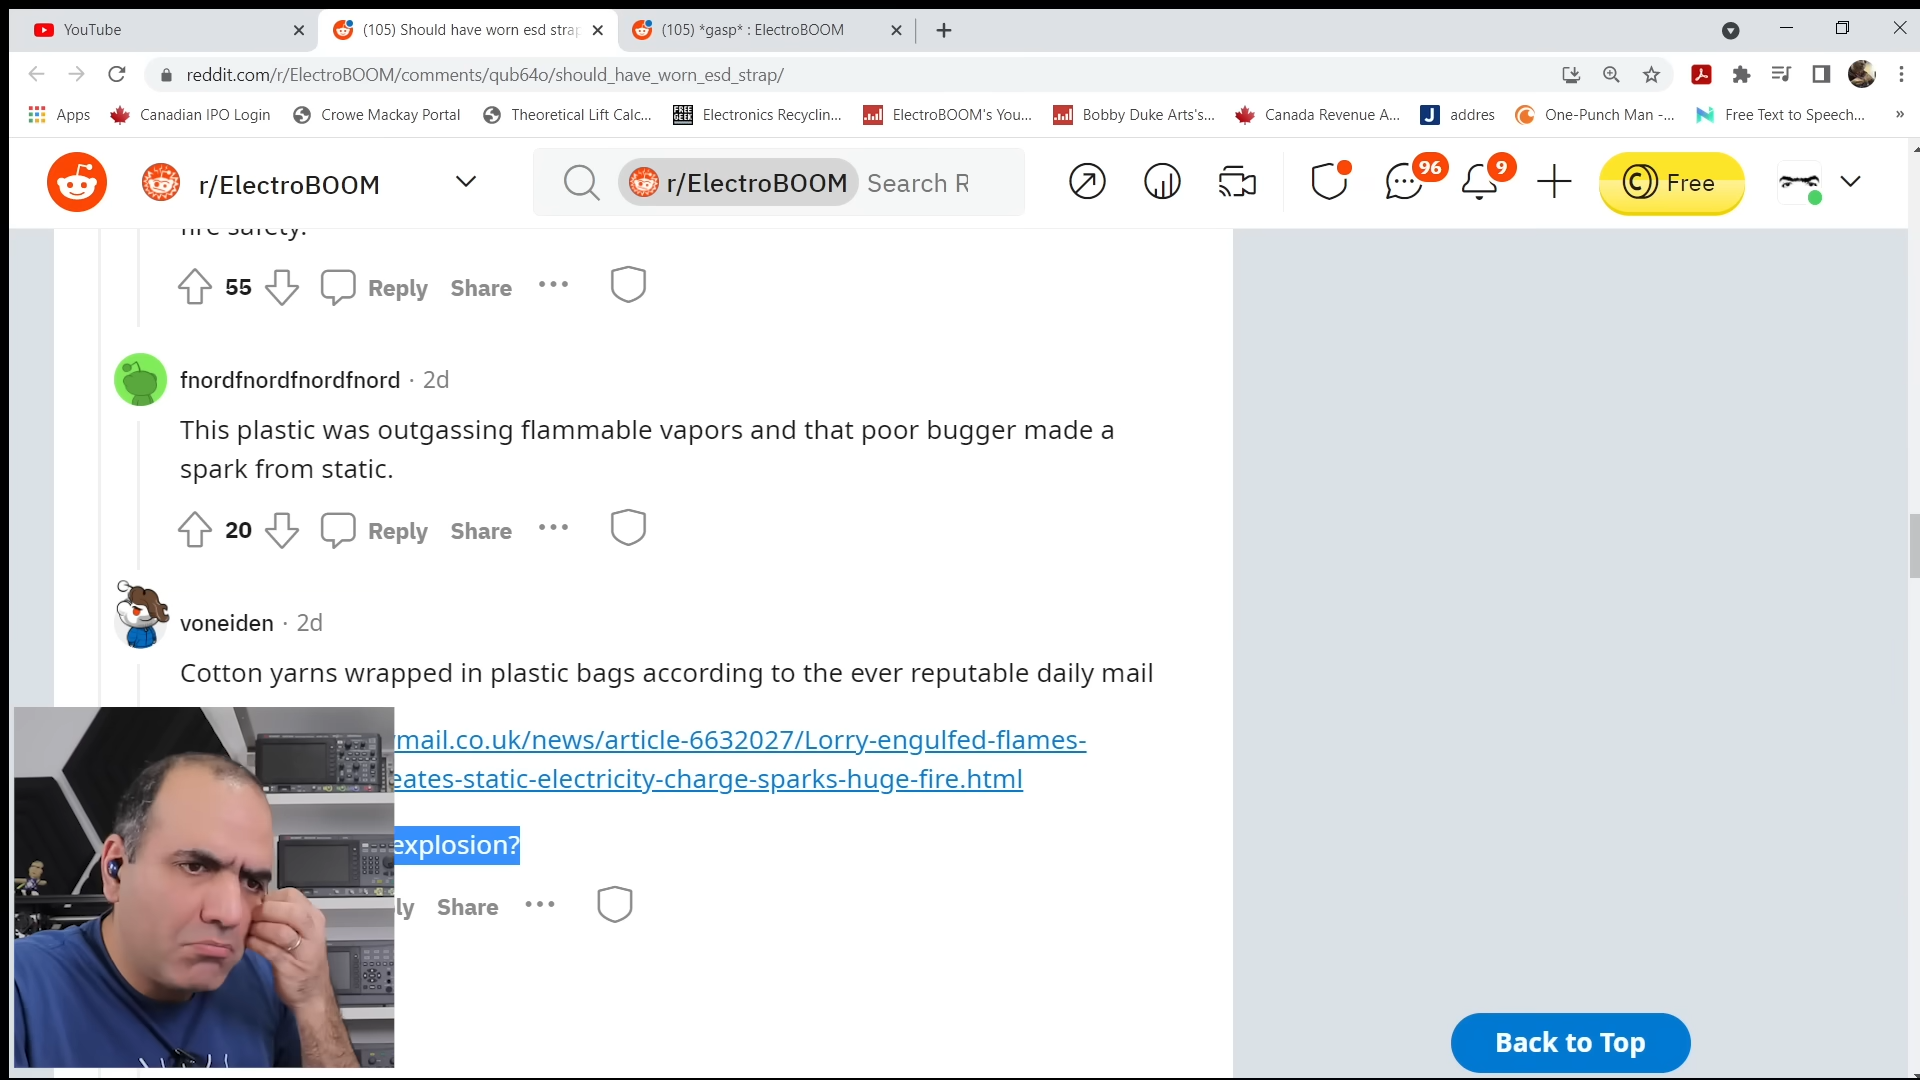 YouTube
(105) Should have worn esd strap
(105) *gasp* : ElectroBOOM
reddit.com/r/ElectroBOOM/comments/qub64o/should_have_worn_esd_strap/
Apps
Canadian IPO Login
Crowe Mackay Portal
Theoretical Lift Calc...
FREE GEEK
Electronics Recyclin...
ElectroBOOM's You...
Bobby Duke Arts's...
Canada Revenue A...
J
addres
One-Punch Man -...
Free Text to Speech...
»
r/ElectroBOOM
r/ElectroBOOM
Search R
96
9
Free
fire safety.
55
Reply
Share
fnordfnordfnordfnord · 2d
This plastic was outgassing flammable vapors and that poor bugger made a
spark from static.
20
Reply
Share
voneiden · 2d
Cotton yarns wrapped in plastic bags according to the ever reputable daily mail
mail.co.uk/news/article-6632027/Lorry-engulfed-flames-
eates-static-electricity-charge-sparks-huge-fire.html
explosion?
ly
Share
Back to Top